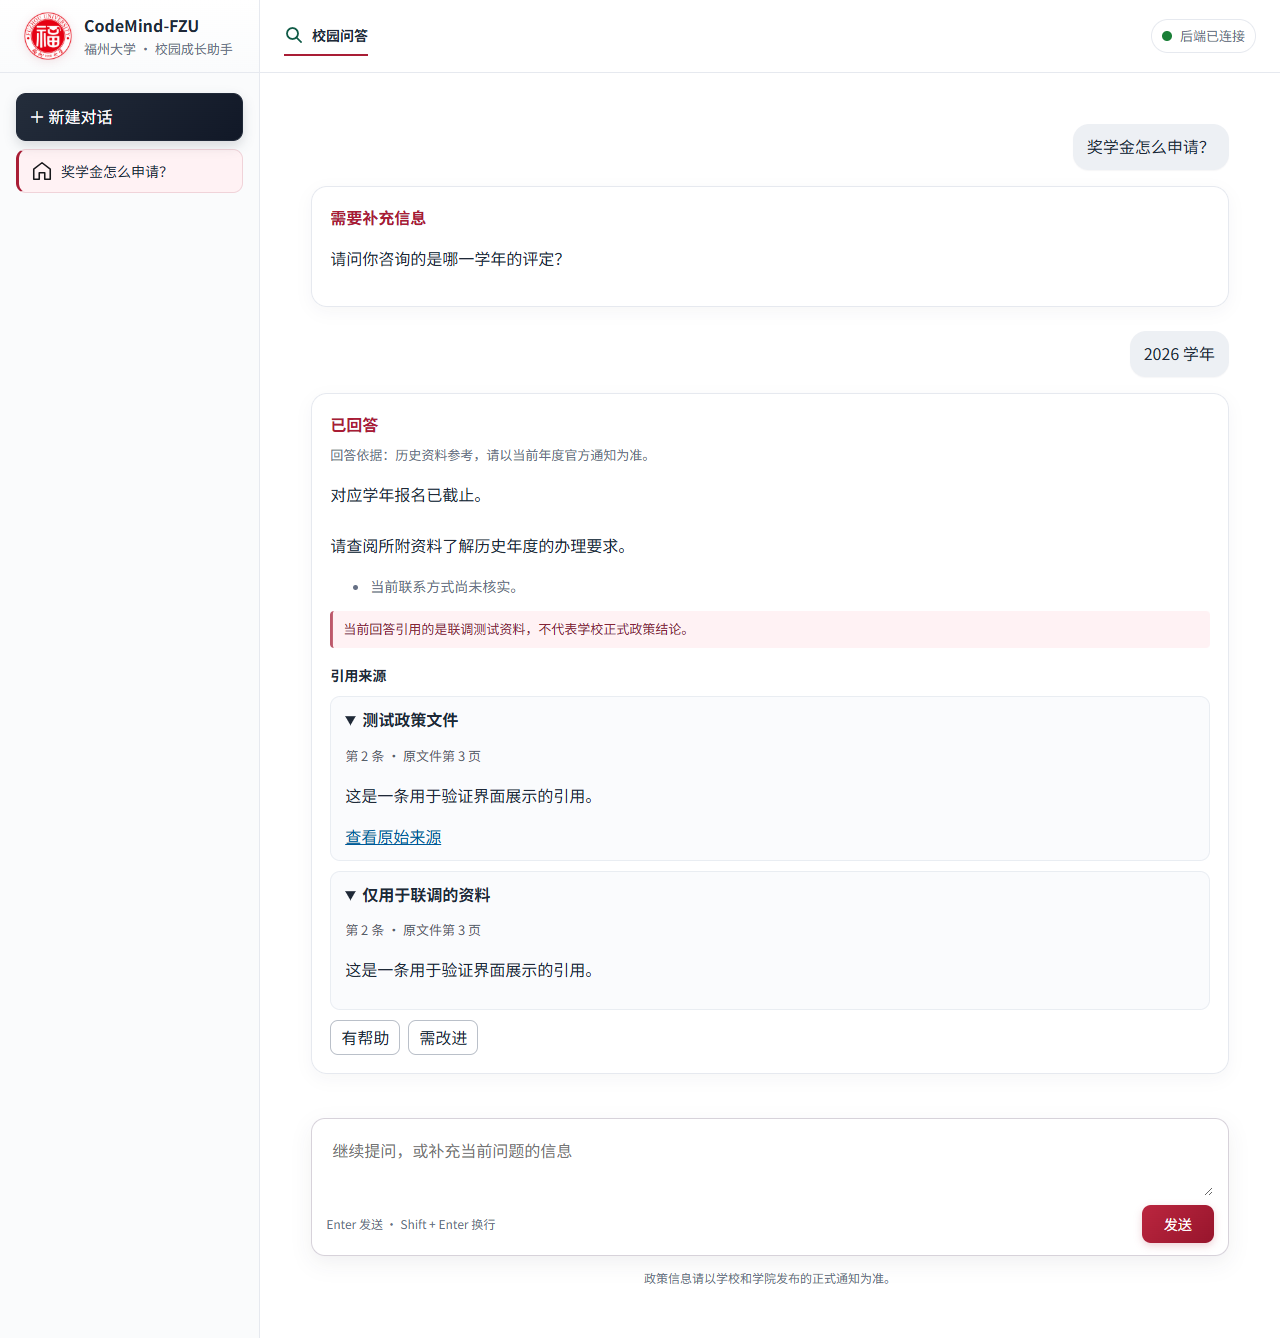 CodeMind-FZU
福州大学 · 校园成长助手
校园问答
后端已连接
新建对话
奖学金怎么申请？
奖学金怎么申请？
需要补充信息
请问你咨询的是哪一学年的评定？
2026 学年
已回答
回答依据：历史资料参考，请以当前年度官方通知为准。
对应学年报名已截止。
请查阅所附资料了解历史年度的办理要求。
• 当前联系方式尚未核实。
当前回答引用的是联调测试资料，不代表学校正式政策结论。
引用来源
▼ 测试政策文件
第 2 条 · 原文件第 3 页
这是一条用于验证界面展示的引用。
查看原始来源
▼ 仅用于联调的资料
第 2 条 · 原文件第 3 页
这是一条用于验证界面展示的引用。
有帮助
需改进
继续提问，或补充当前问题的信息
Enter 发送 · Shift + Enter 换行
发送
政策信息请以学校和学院发布的正式通知为准。